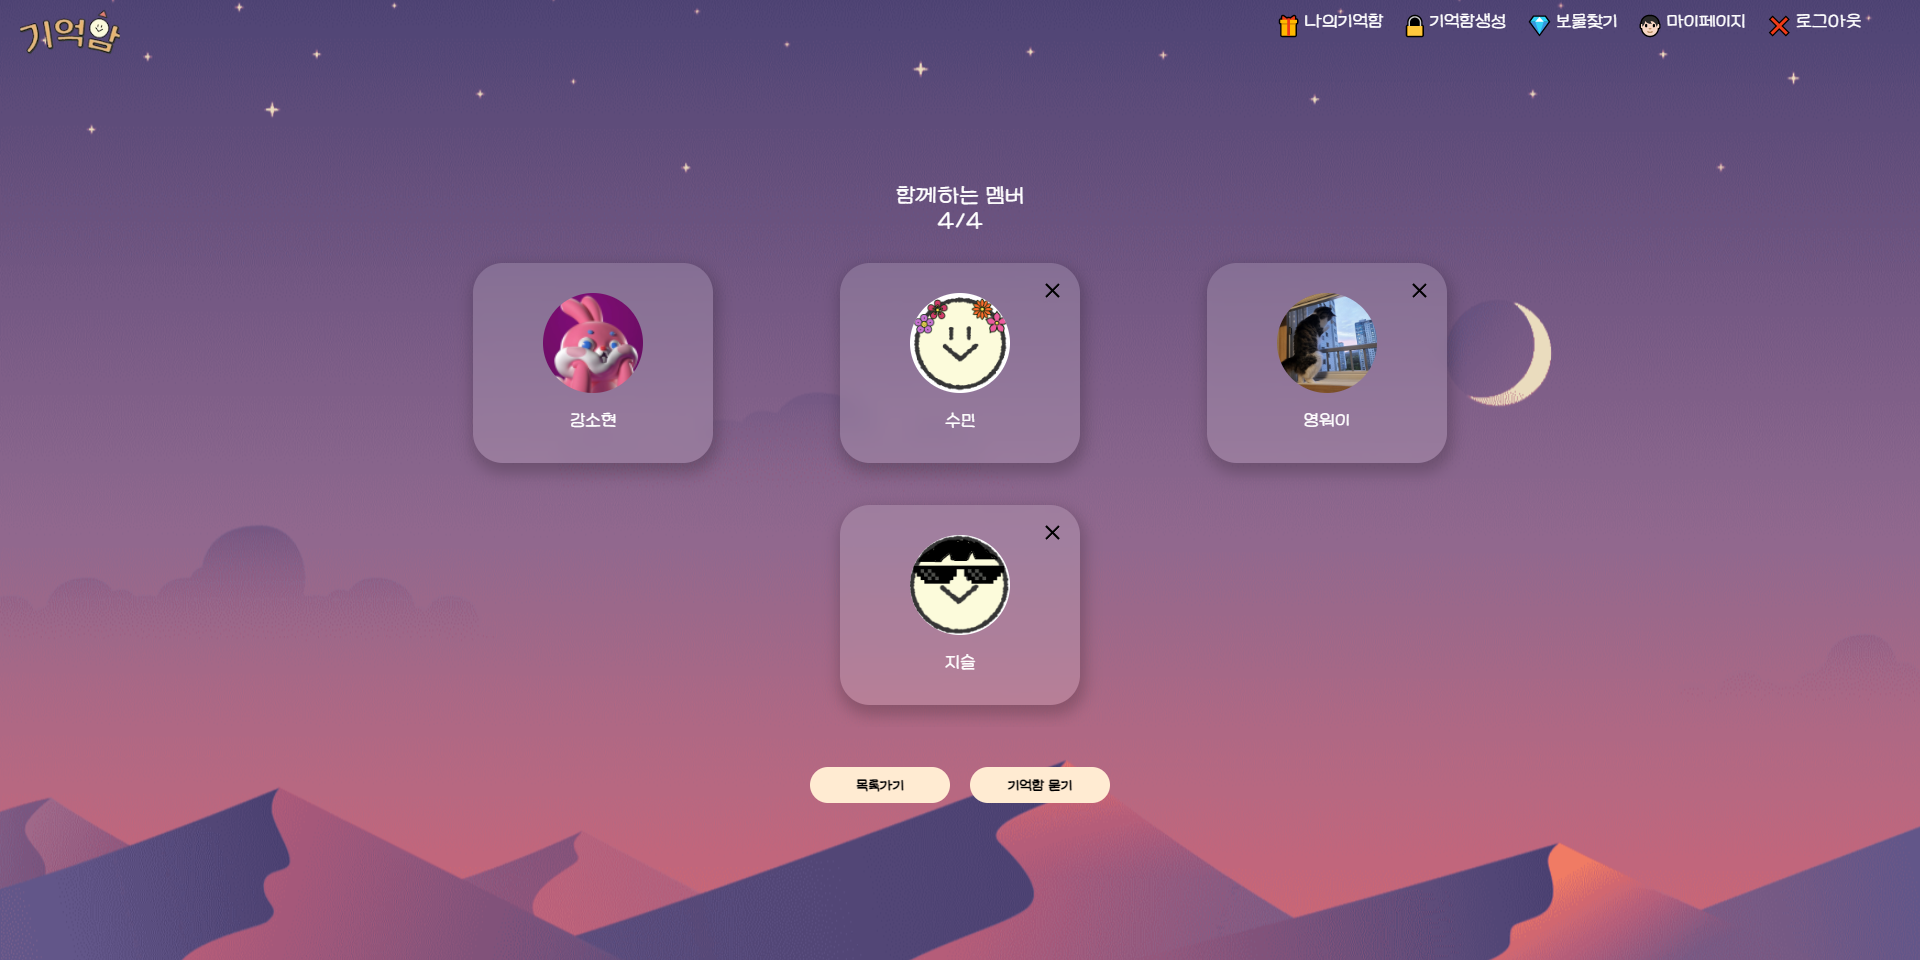 기억함
나의기억함
기억함생성
보물찾기
마이페이지
로그아웃
함께하는 멤버
4/4
강소현
수민
영웍이
지슬
목록가기
기억함 묻기